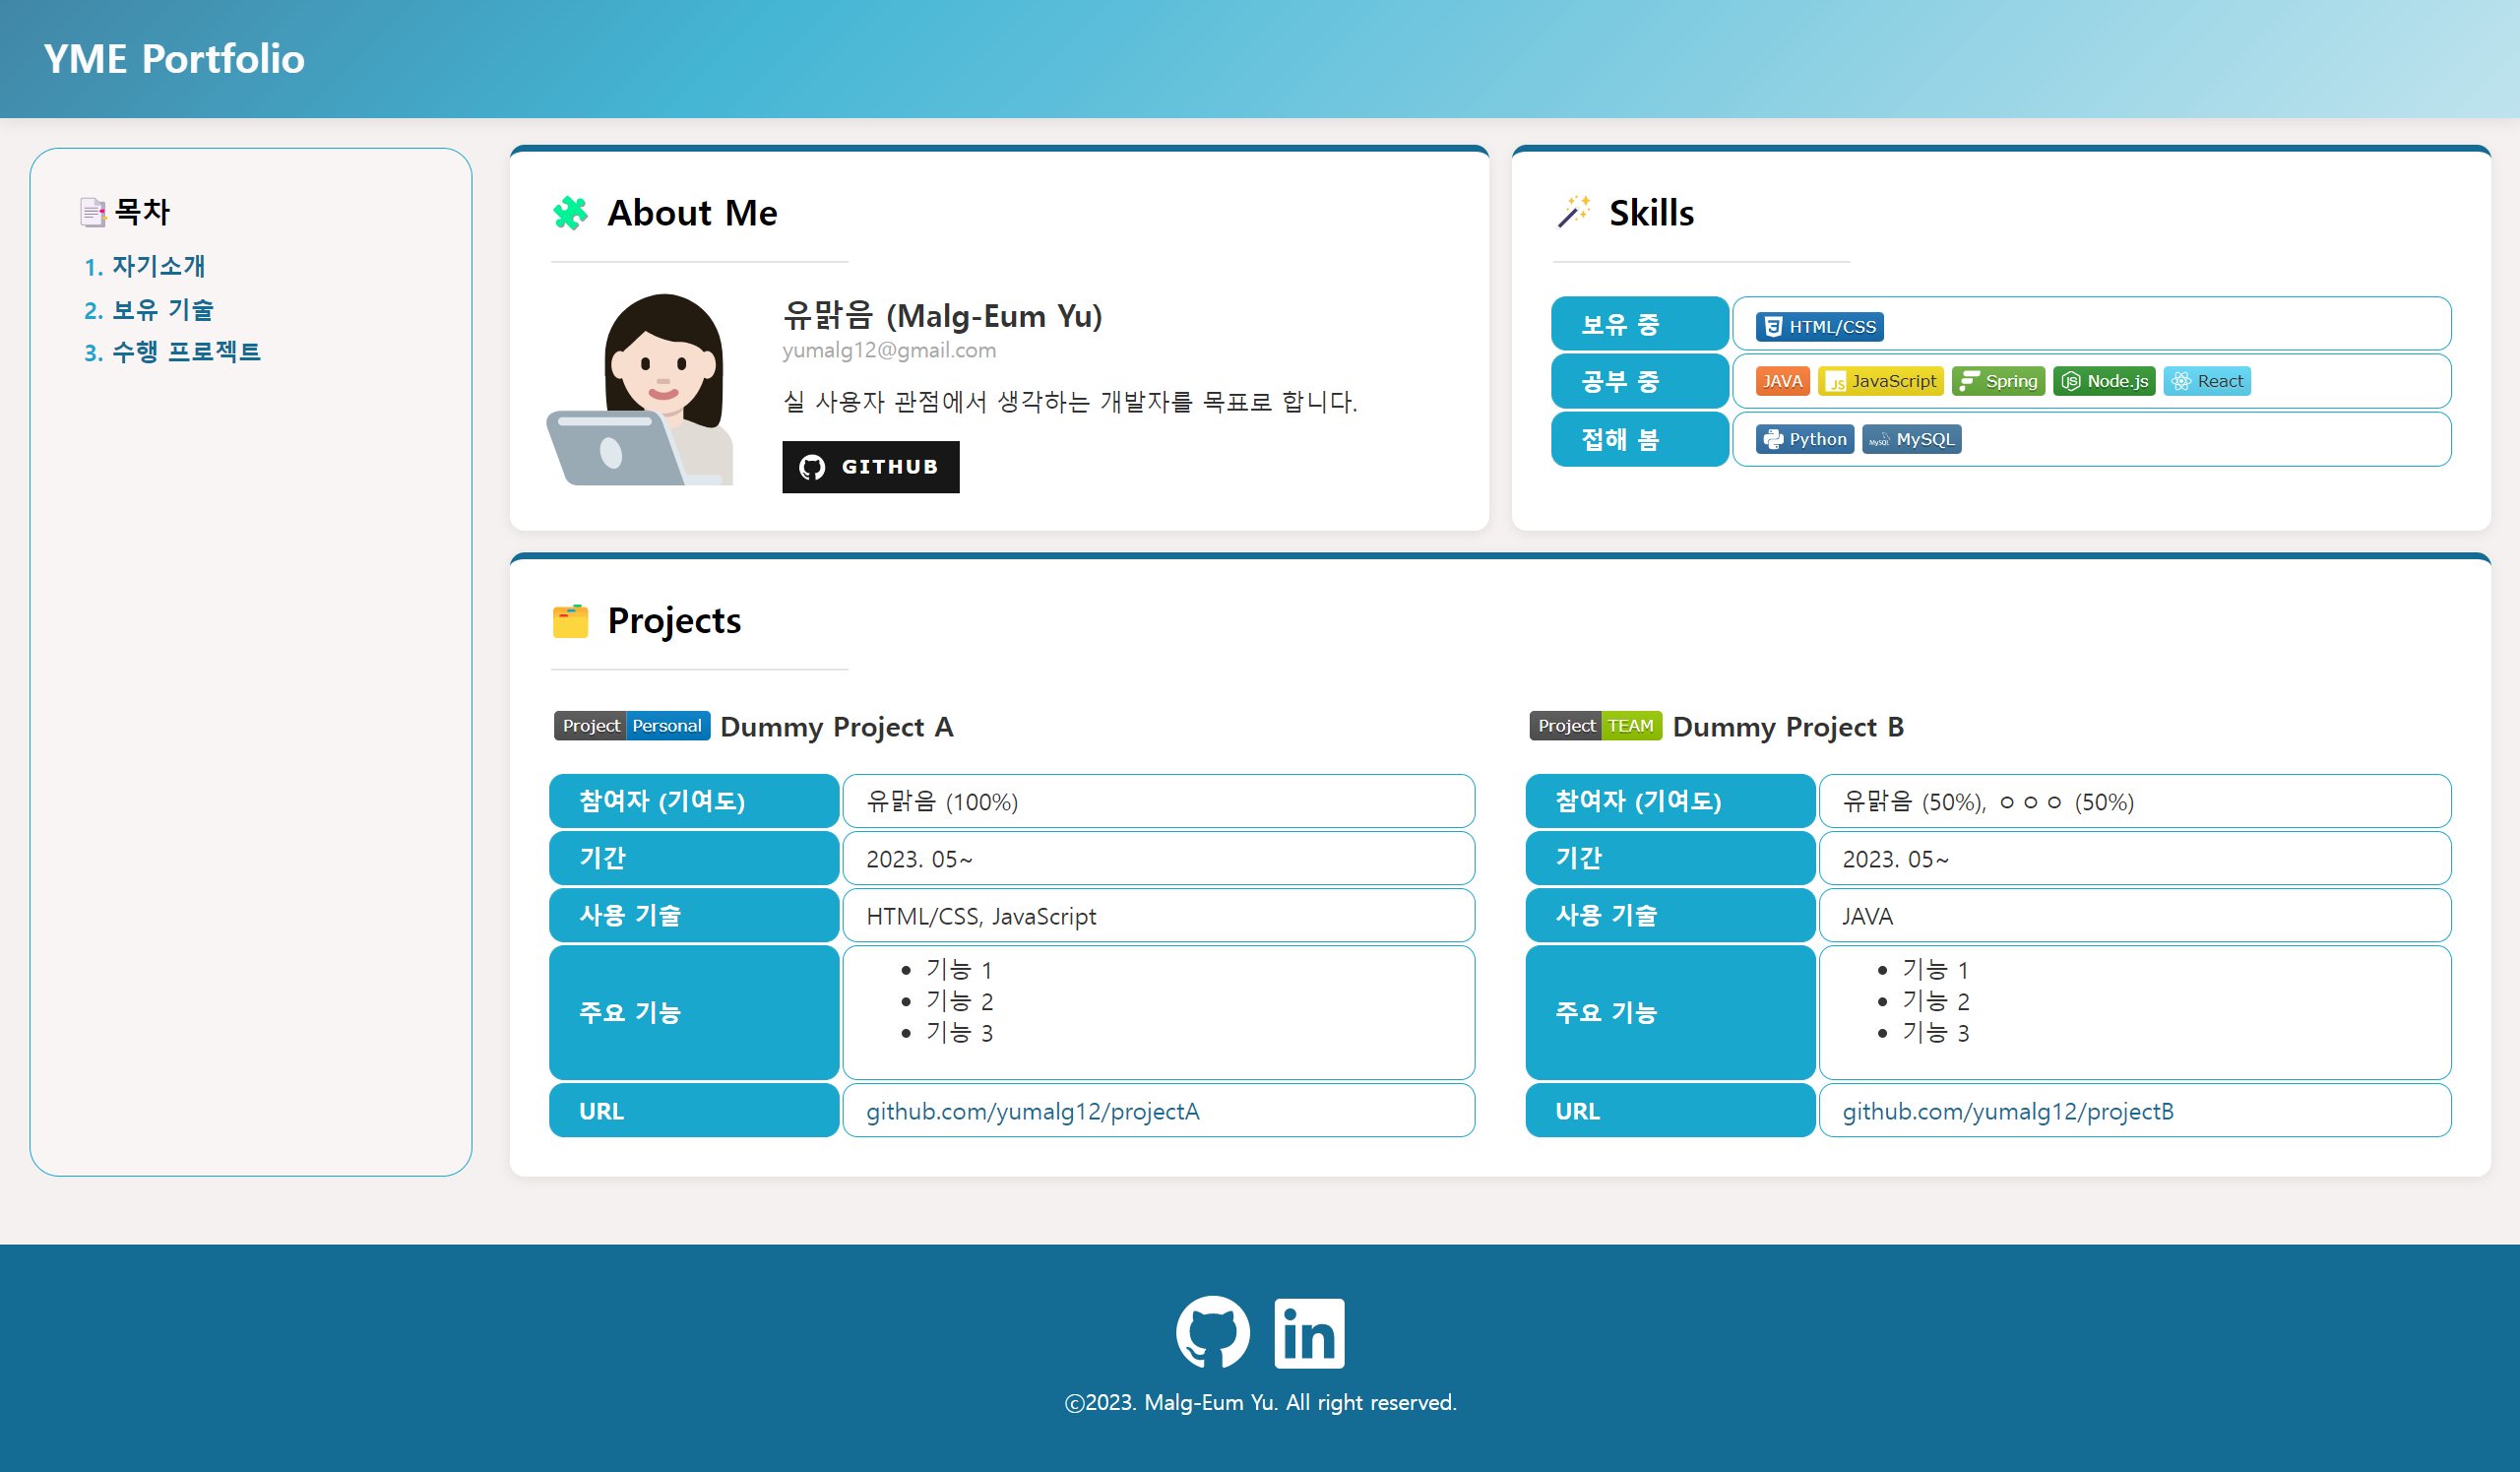 YME Portfolio
목차
1. 자기소개
2. 보유 기술
3. 수행 프로젝트
About Me
유맑음 (Malg-Eum Yu)
yumalg12@gmail.com
실 사용자 관점에서 생각하는 개발자를 목표로 합니다.
GITHUB
Skills
보유 중 HTML/CSS
공부 중 JAVA JS JavaScript Spring Node.js React
접해 봄 Python MySQL MySQL
Projects
Project Personal Dummy Project A
참여자 (기여도) 유맑음 (100%)
기간 2023. 05~
사용 기술 HTML/CSS, JavaScript
주요 기능
• 기능 1
• 기능 2
• 기능 3
URL github.com/yumalg12/projectA
Project TEAM Dummy Project B
참여자 (기여도) 유맑음 (50%), ㅇㅇㅇ (50%)
기간 2023. 05~
사용 기술 JAVA
주요 기능
• 기능 1
• 기능 2
• 기능 3
URL github.com/yumalg12/projectB
in
ⓒ2023. Malg-Eum Yu. All right reserved.